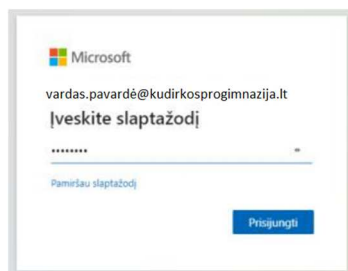 Microsoft
vardas.pavardė@kudirkosprogimnazija.lt
Įveskite slaptažodį
••••••••
Pamiršau slaptažodį
Prisijungti